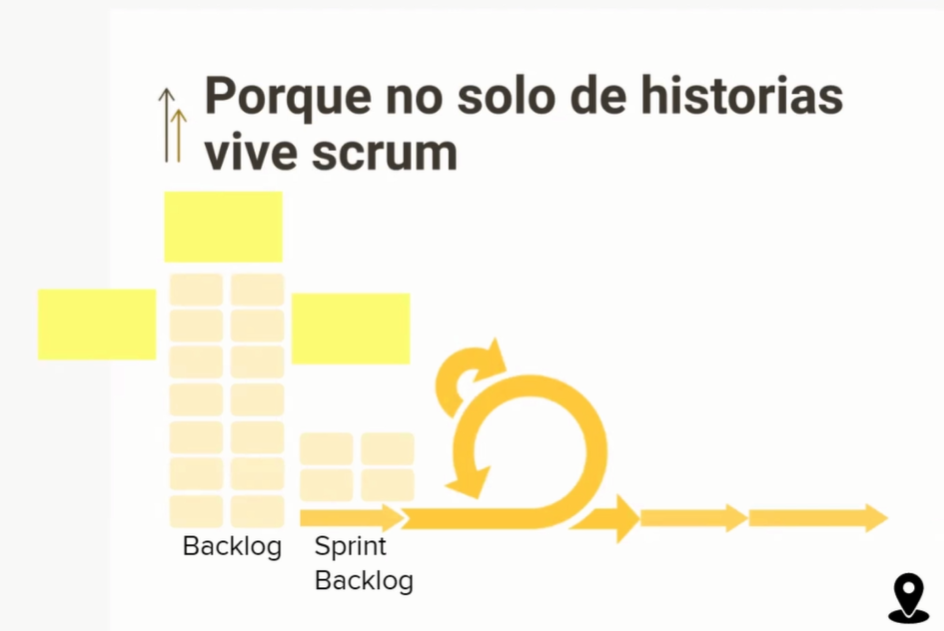 Porque no solo de historias
vive scrum
Backlog
Sprint
Backlog